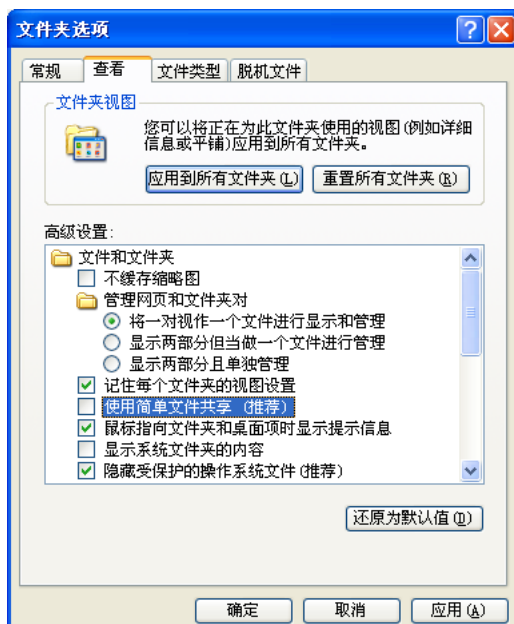 文件夹选项
常规 查看 文件类型 脱机文件
文件夹视图
您可以将正在为此文件夹使用的视图(例如详细
信息或平铺)应用到所有文件夹。
应用到所有文件夹(L) 重置所有文件夹(R)
高级设置:
文件和文件夹
不缓存缩略图
管理网页和文件夹对
将一对视作一个文件进行显示和管理
显示两部分但当做一个文件进行管理
显示两部分且单独管理
记住每个文件夹的视图设置
使用简单文件共享 (推荐)
鼠标指向文件夹和桌面项时显示提示信息
显示系统文件夹的内容
隐藏受保护的操作系统文件(推荐)
还原为默认值(D)
确定 取消 应用(A)